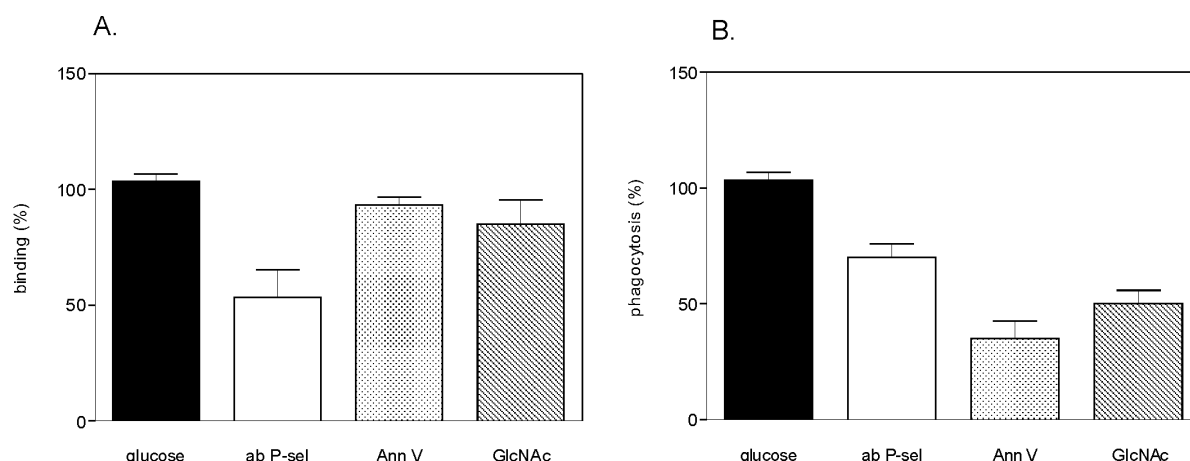 A.
150
100
50
0
binding (%)
glucose ab P-sel Ann V GlcNAc
B.
150
100
50
0
phagocytosis (%)
glucose ab P-sel Ann V GlcNAc